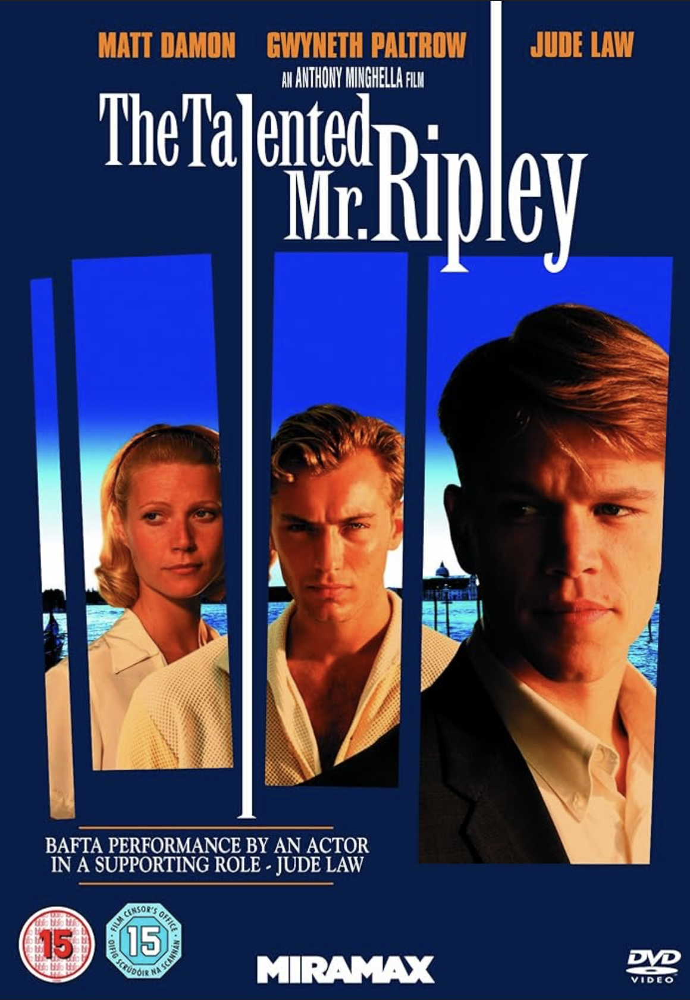 MATT DAMON GWYNETH PALTROW JUDE LAW
AN ANTHONY MINGHELLA FILM
The Talented
Mr. Ripley
BAFTA PERFORMANCE BY AN ACTOR
IN A SUPPORTING ROLE - JUDE LAW
15
bbfc
FILM CENSOR'S OFFICE
15
OIFIG SCRÚDÓIR NA SCANNÁN
MIRAMAX
DVD
VIDEO